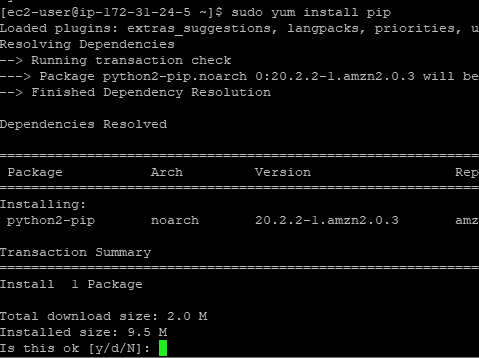 [ec2-user@ip-172-31-24-5 ~]$ sudo yum install pip
Loaded plugins: extras_suggestions, langpacks, priorities, u
Resolving Dependencies
--> Running transaction check
---> Package python2-pip.noarch 0:20.2.2-1.amzn2.0.3 will be
--> Finished Dependency Resolution
Dependencies Resolved
================================================================
Package Arch Version Rep
================================================================
Installing:
python2-pip noarch 20.2.2-1.amzn2.0.3 amz
Transaction Summary
================================================================
Install 1 Package
Total download size: 2.0 M
Installed size: 9.5 M
Is this ok [y/d/N]: